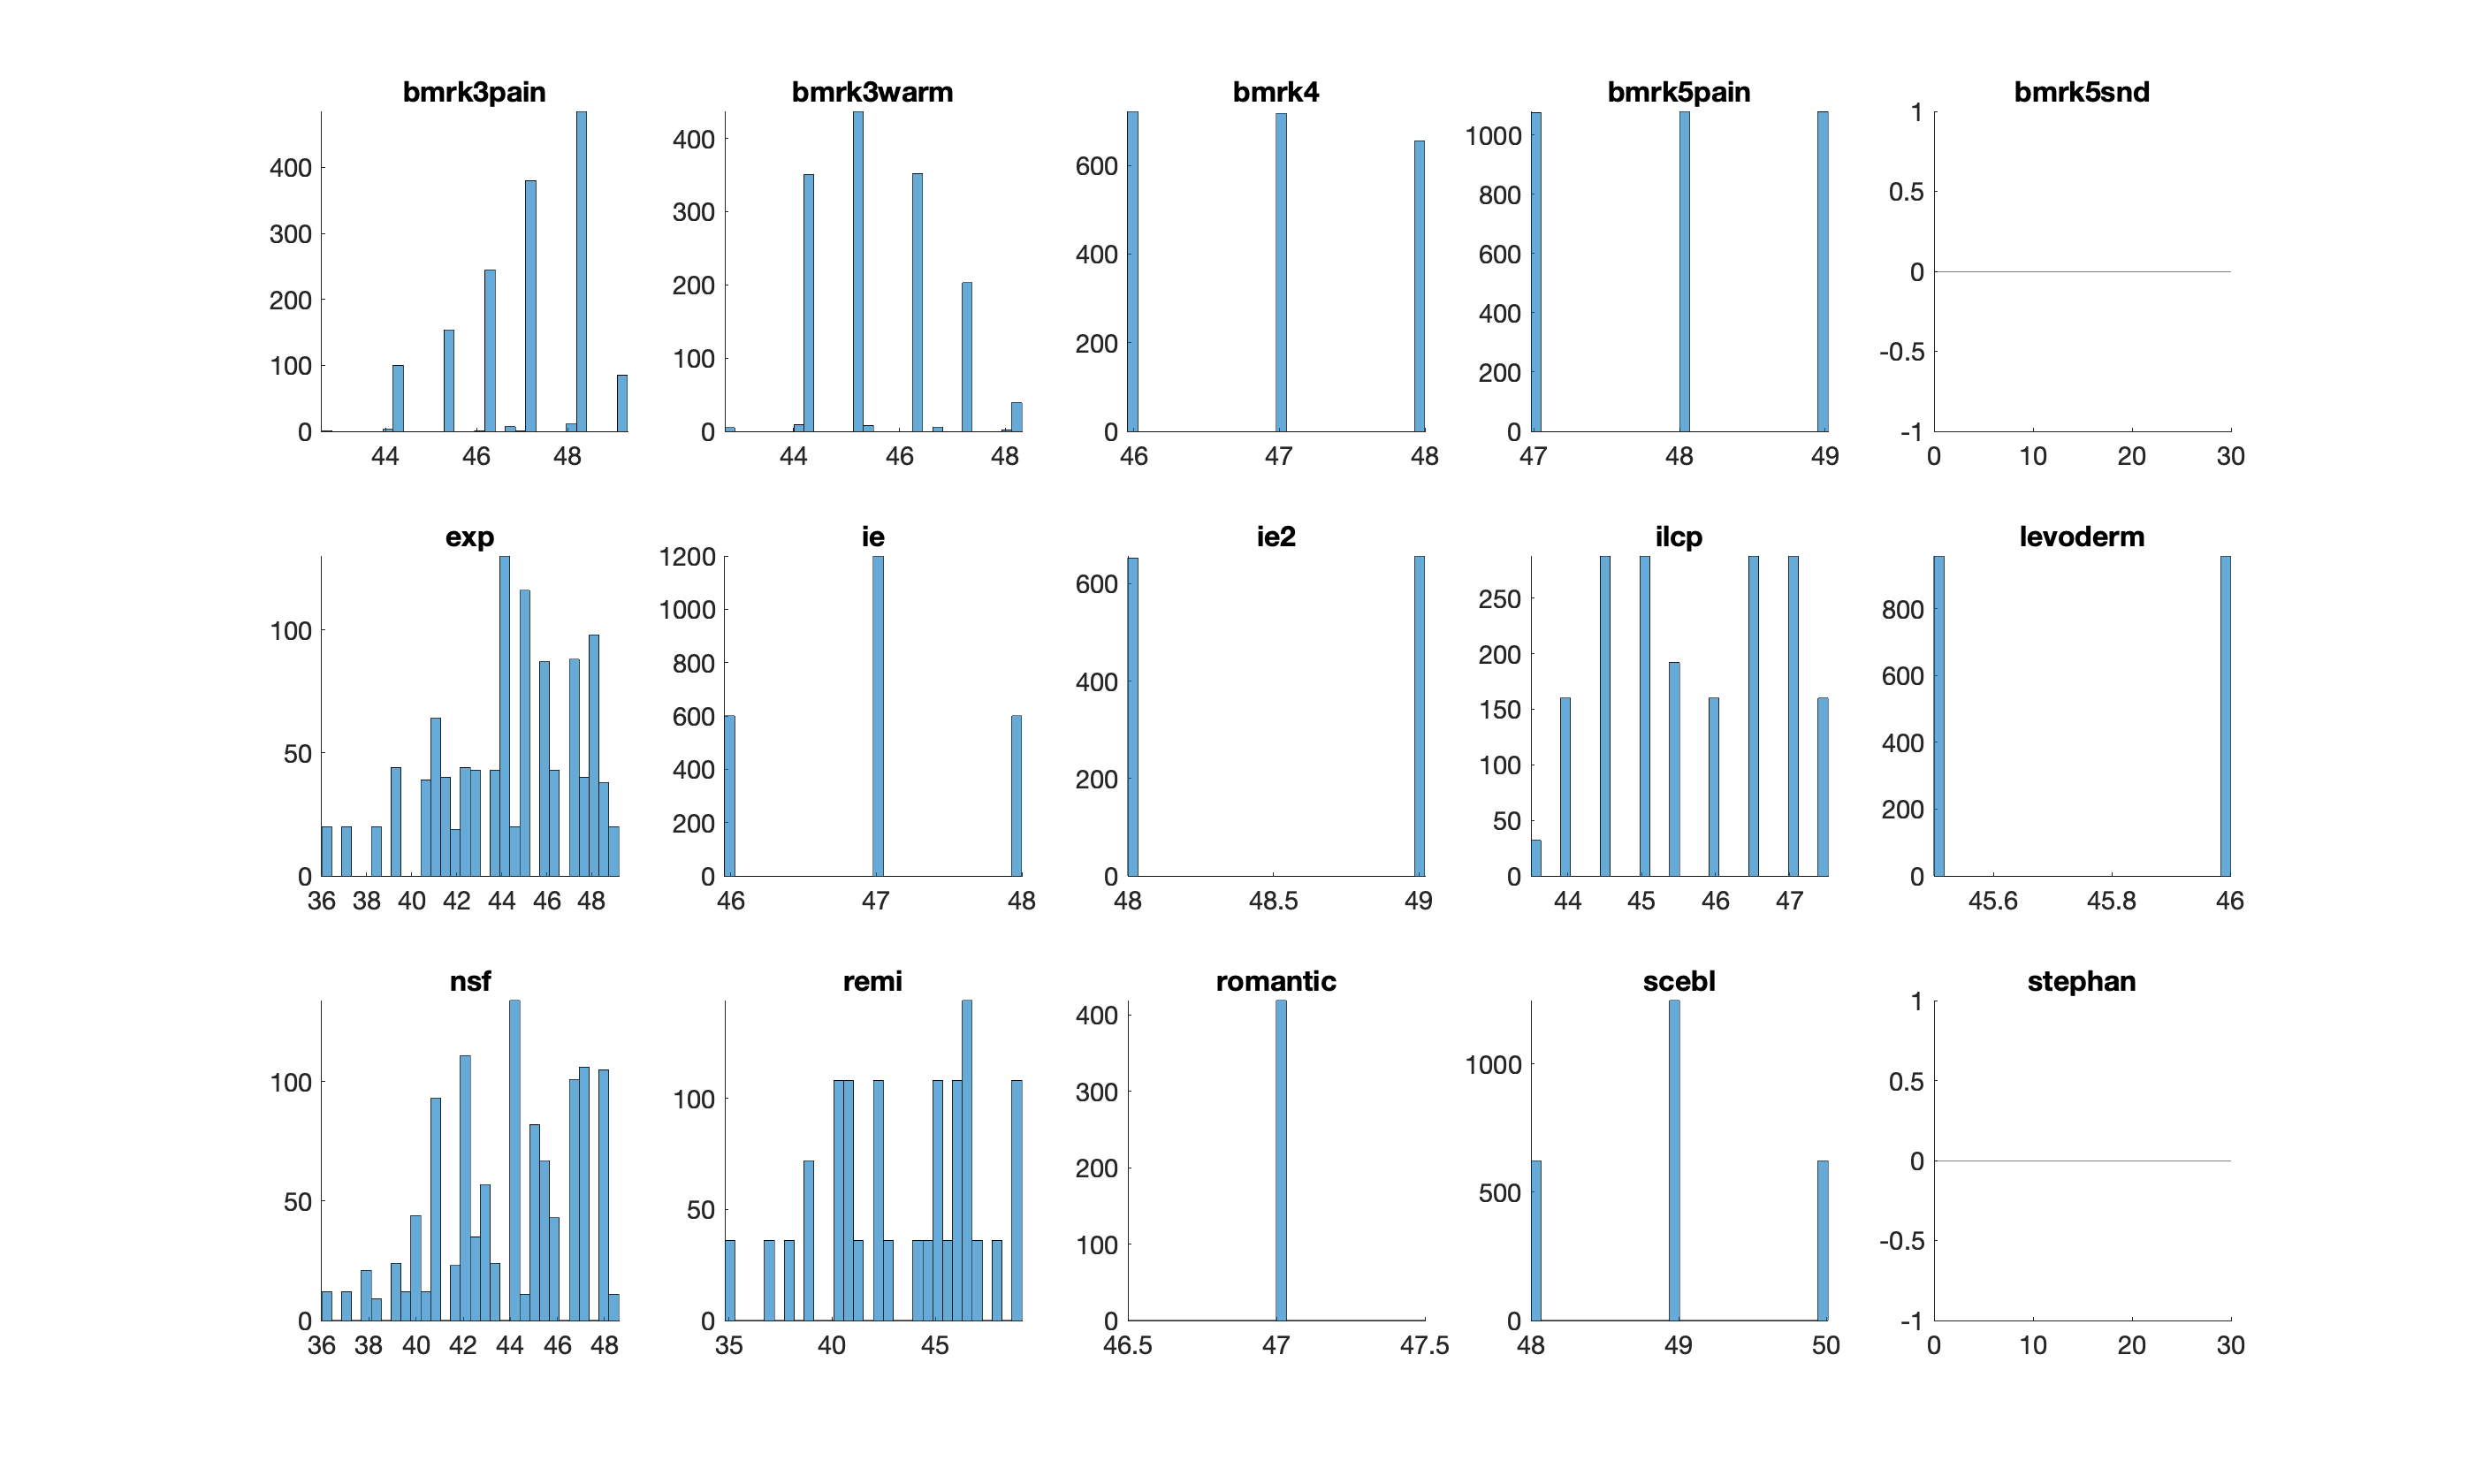 bmrk3pain
400
300
200
100
0
44 46 48
bmrk3warm
400
300
200
100
0
44 46 48
bmrk4
600
400
200
0
46 47 48
bmrk5pain
1000
800
600
400
200
0
47 48 49
bmrk5snd
1
0.5
0
-0.5
-1
0 10 20 30
exp
100
50
0
36 38 40 42 44 46 48
ie
1200
1000
800
600
400
200
0
46 47 48
ie2
600
400
200
0
48 48.5 49
ilcp
250
200
150
100
50
0
44 45 46 47
levoderm
800
600
400
200
0
45.6 45.8 46
nsf
100
50
0
36 38 40 42 44 46 48
remi
100
50
0
35 40 45
romantic
400
300
200
100
0
46.5 47 47.5
scebl
1000
500
0
48 49 50
stephan
1
0.5
0
-0.5
-1
0 10 20 30